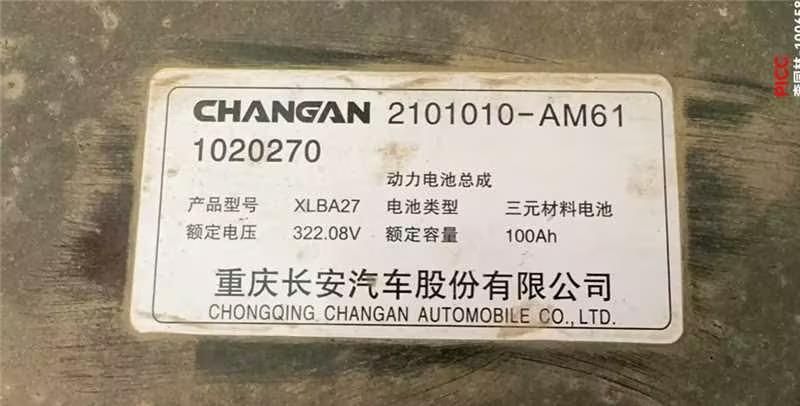 CHANGAN 2101010-AM61
1020270
动力电池总成
产品型号 XLBA27 电池类型 三元材料电池
额定电压 322.08V 额定容量 100Ah
重庆长安汽车股份有限公司
CHONGQING CHANGAN AUTOMOBILE CO.,LTD.
PICC